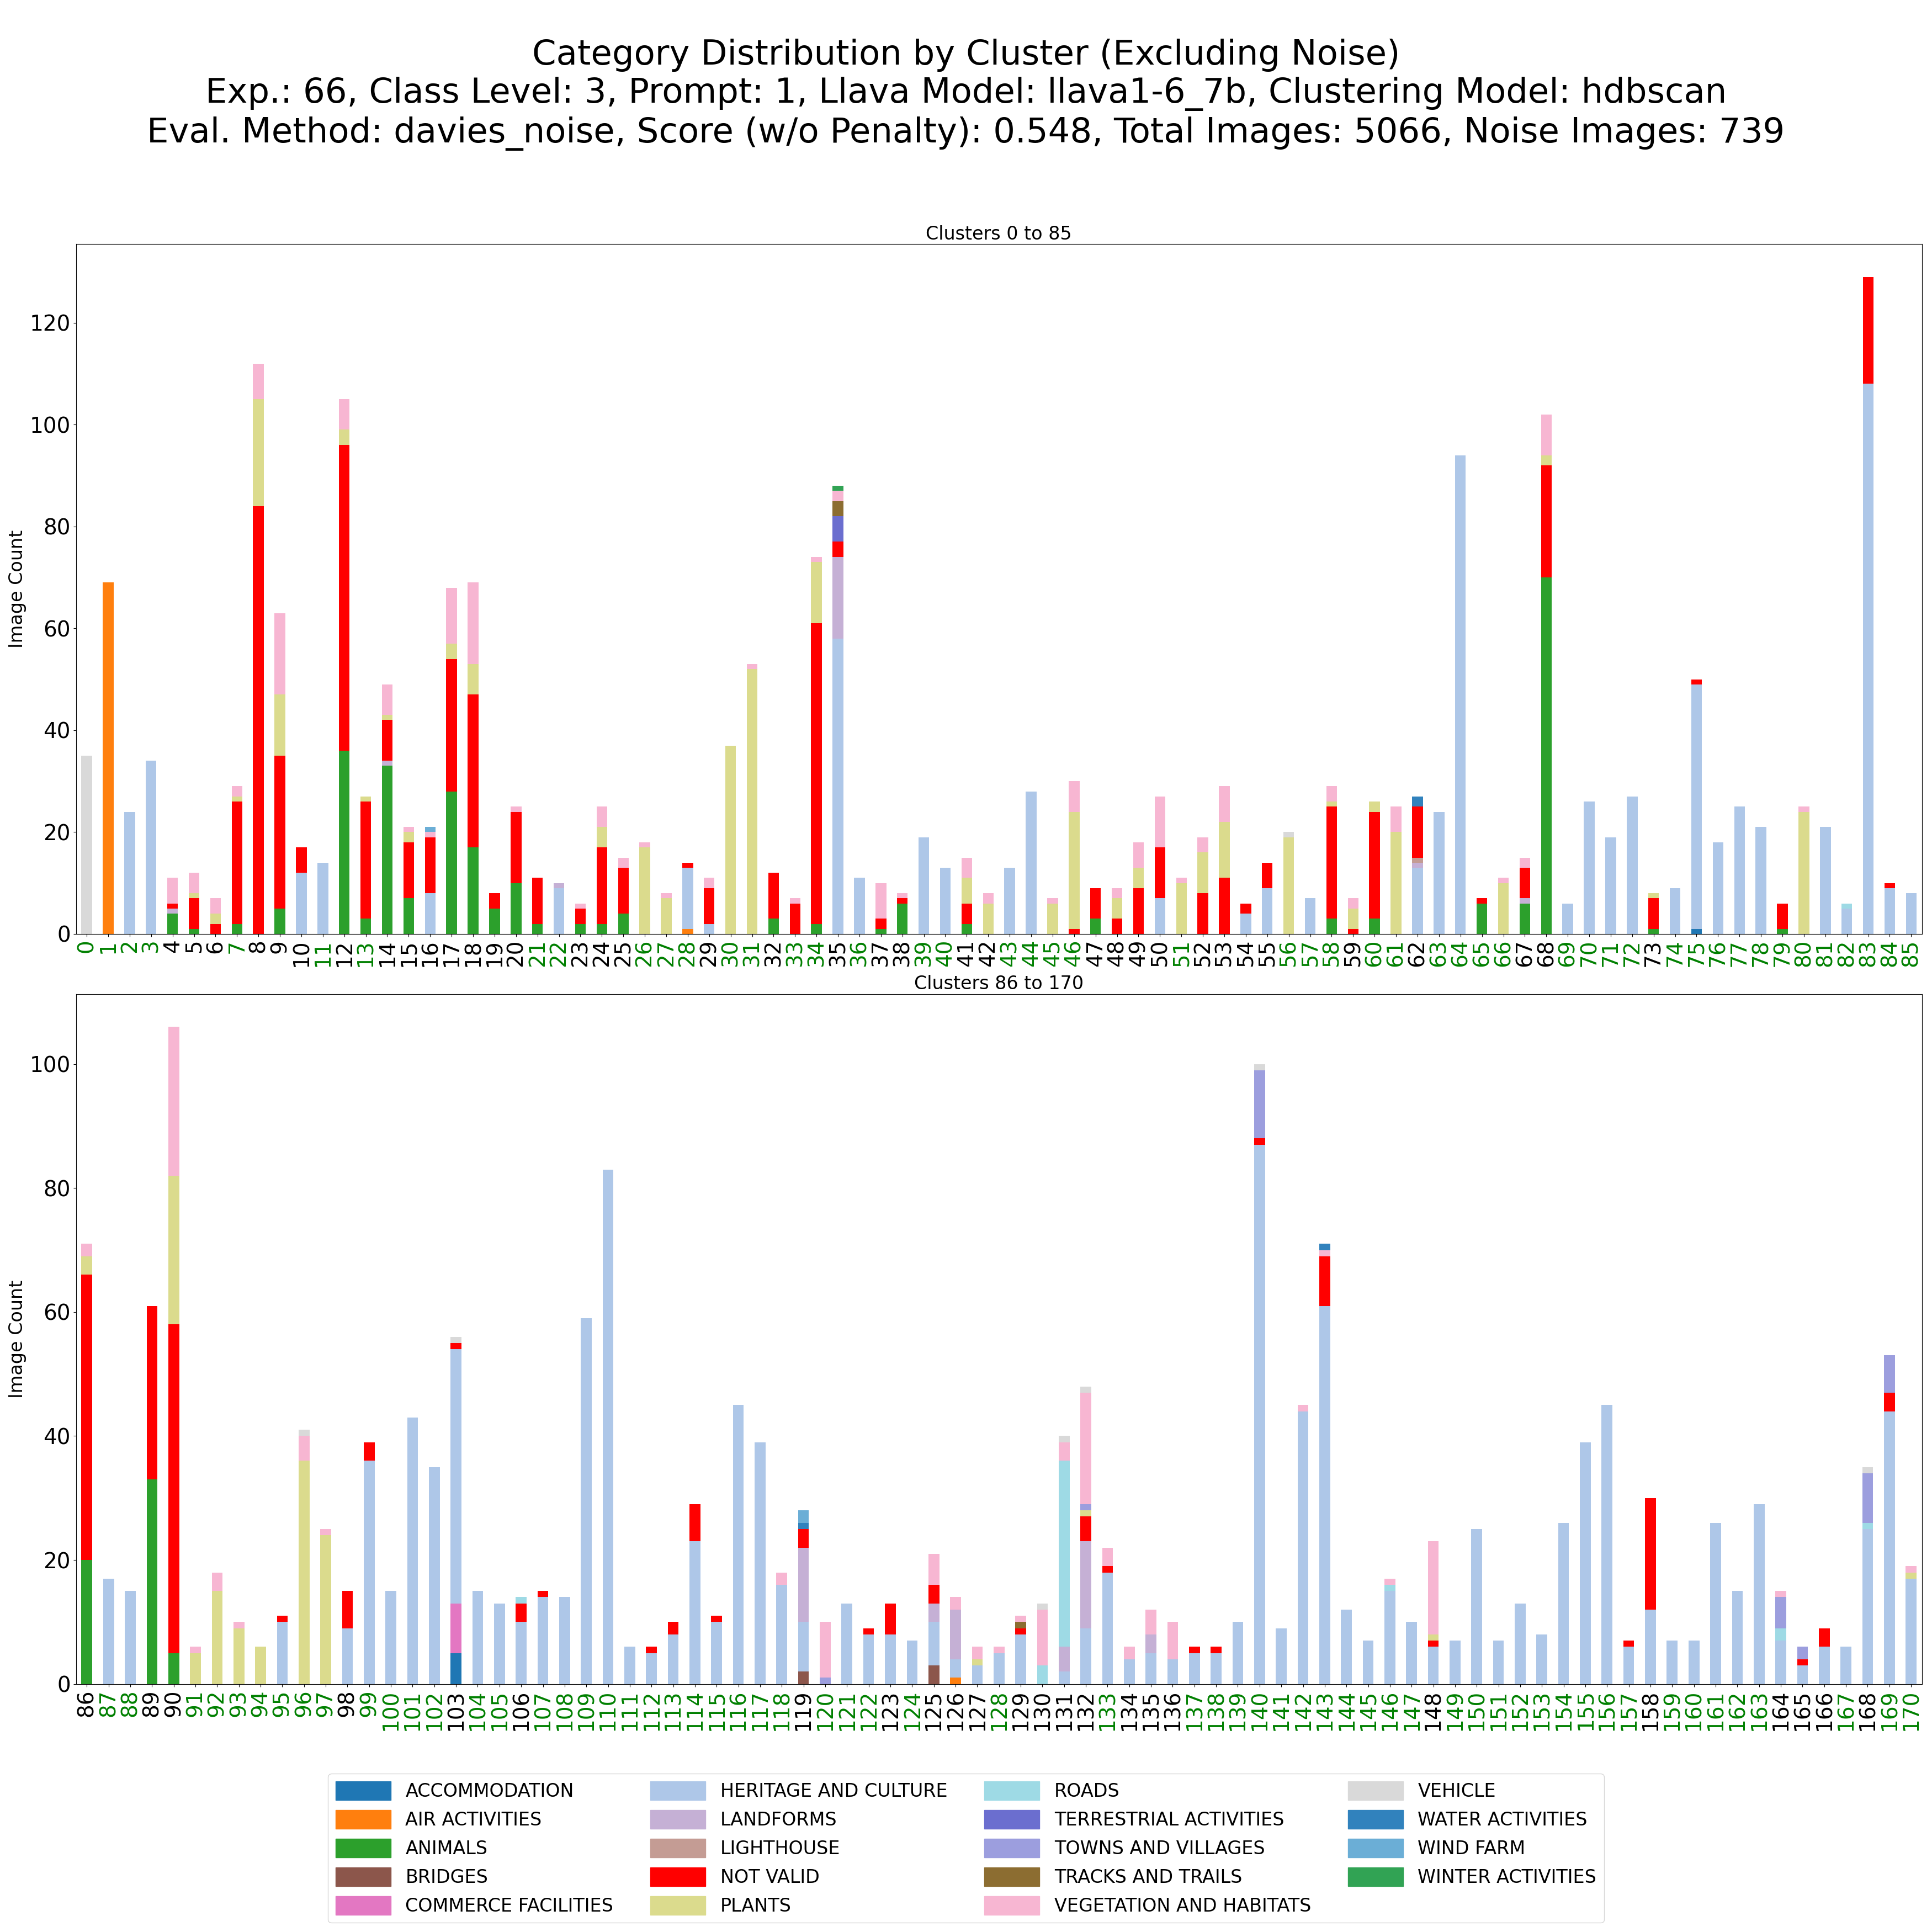 Category Distribution by Cluster (Excluding Noise)
Exp.: 66, Class Level: 3, Prompt: 1, Llava Model: llava1-6_7b, Clustering Model: hdbscan
Eval. Method: davies_noise, Score (w/o Penalty): 0.548, Total Images: 5066, Noise Images: 739
Clusters 0 to 85
Image Count
120
100
80
60
40
20
0
0 1 2 3 4 5 6 7 8 9 10 11 12 13 14 15 16 17 18 19 20 21 22 23 24 25 26 27 28 29 30 31 32 33 34 35 36 37 38 39 40 41 42 43 44 45 46 47 48 49 50 51 52 53 54 55 56 57 58 59 60 61 62 63 64 65 66 67 68 69 70 71 72 73 74 75 76 77 78 79 80 81 82 83 84 85
Clusters 86 to 170
Image Count
100
80
60
40
20
0
86 87 88 89 90 91 92 93 94 95 96 97 98 99 100 101 102 103 104 105 106 107 108 109 110 111 112 113 114 115 116 117 118 119 120 121 122 123 124 125 126 127 128 129 130 131 132 133 134 135 136 137 138 139 140 141 142 143 144 145 146 147 148 149 150 151 152 153 154 155 156 157 158 159 160 161 162 163 164 165 166 167 168 169 170
ACCOMMODATION
AIR ACTIVITIES
ANIMALS
BRIDGES
COMMERCE FACILITIES
HERITAGE AND CULTURE
LANDFORMS
LIGHTHOUSE
NOT VALID
PLANTS
ROADS
TERRESTRIAL ACTIVITIES
TOWNS AND VILLAGES
TRACKS AND TRAILS
VEGETATION AND HABITATS
VEHICLE
WATER ACTIVITIES
WIND FARM
WINTER ACTIVITIES